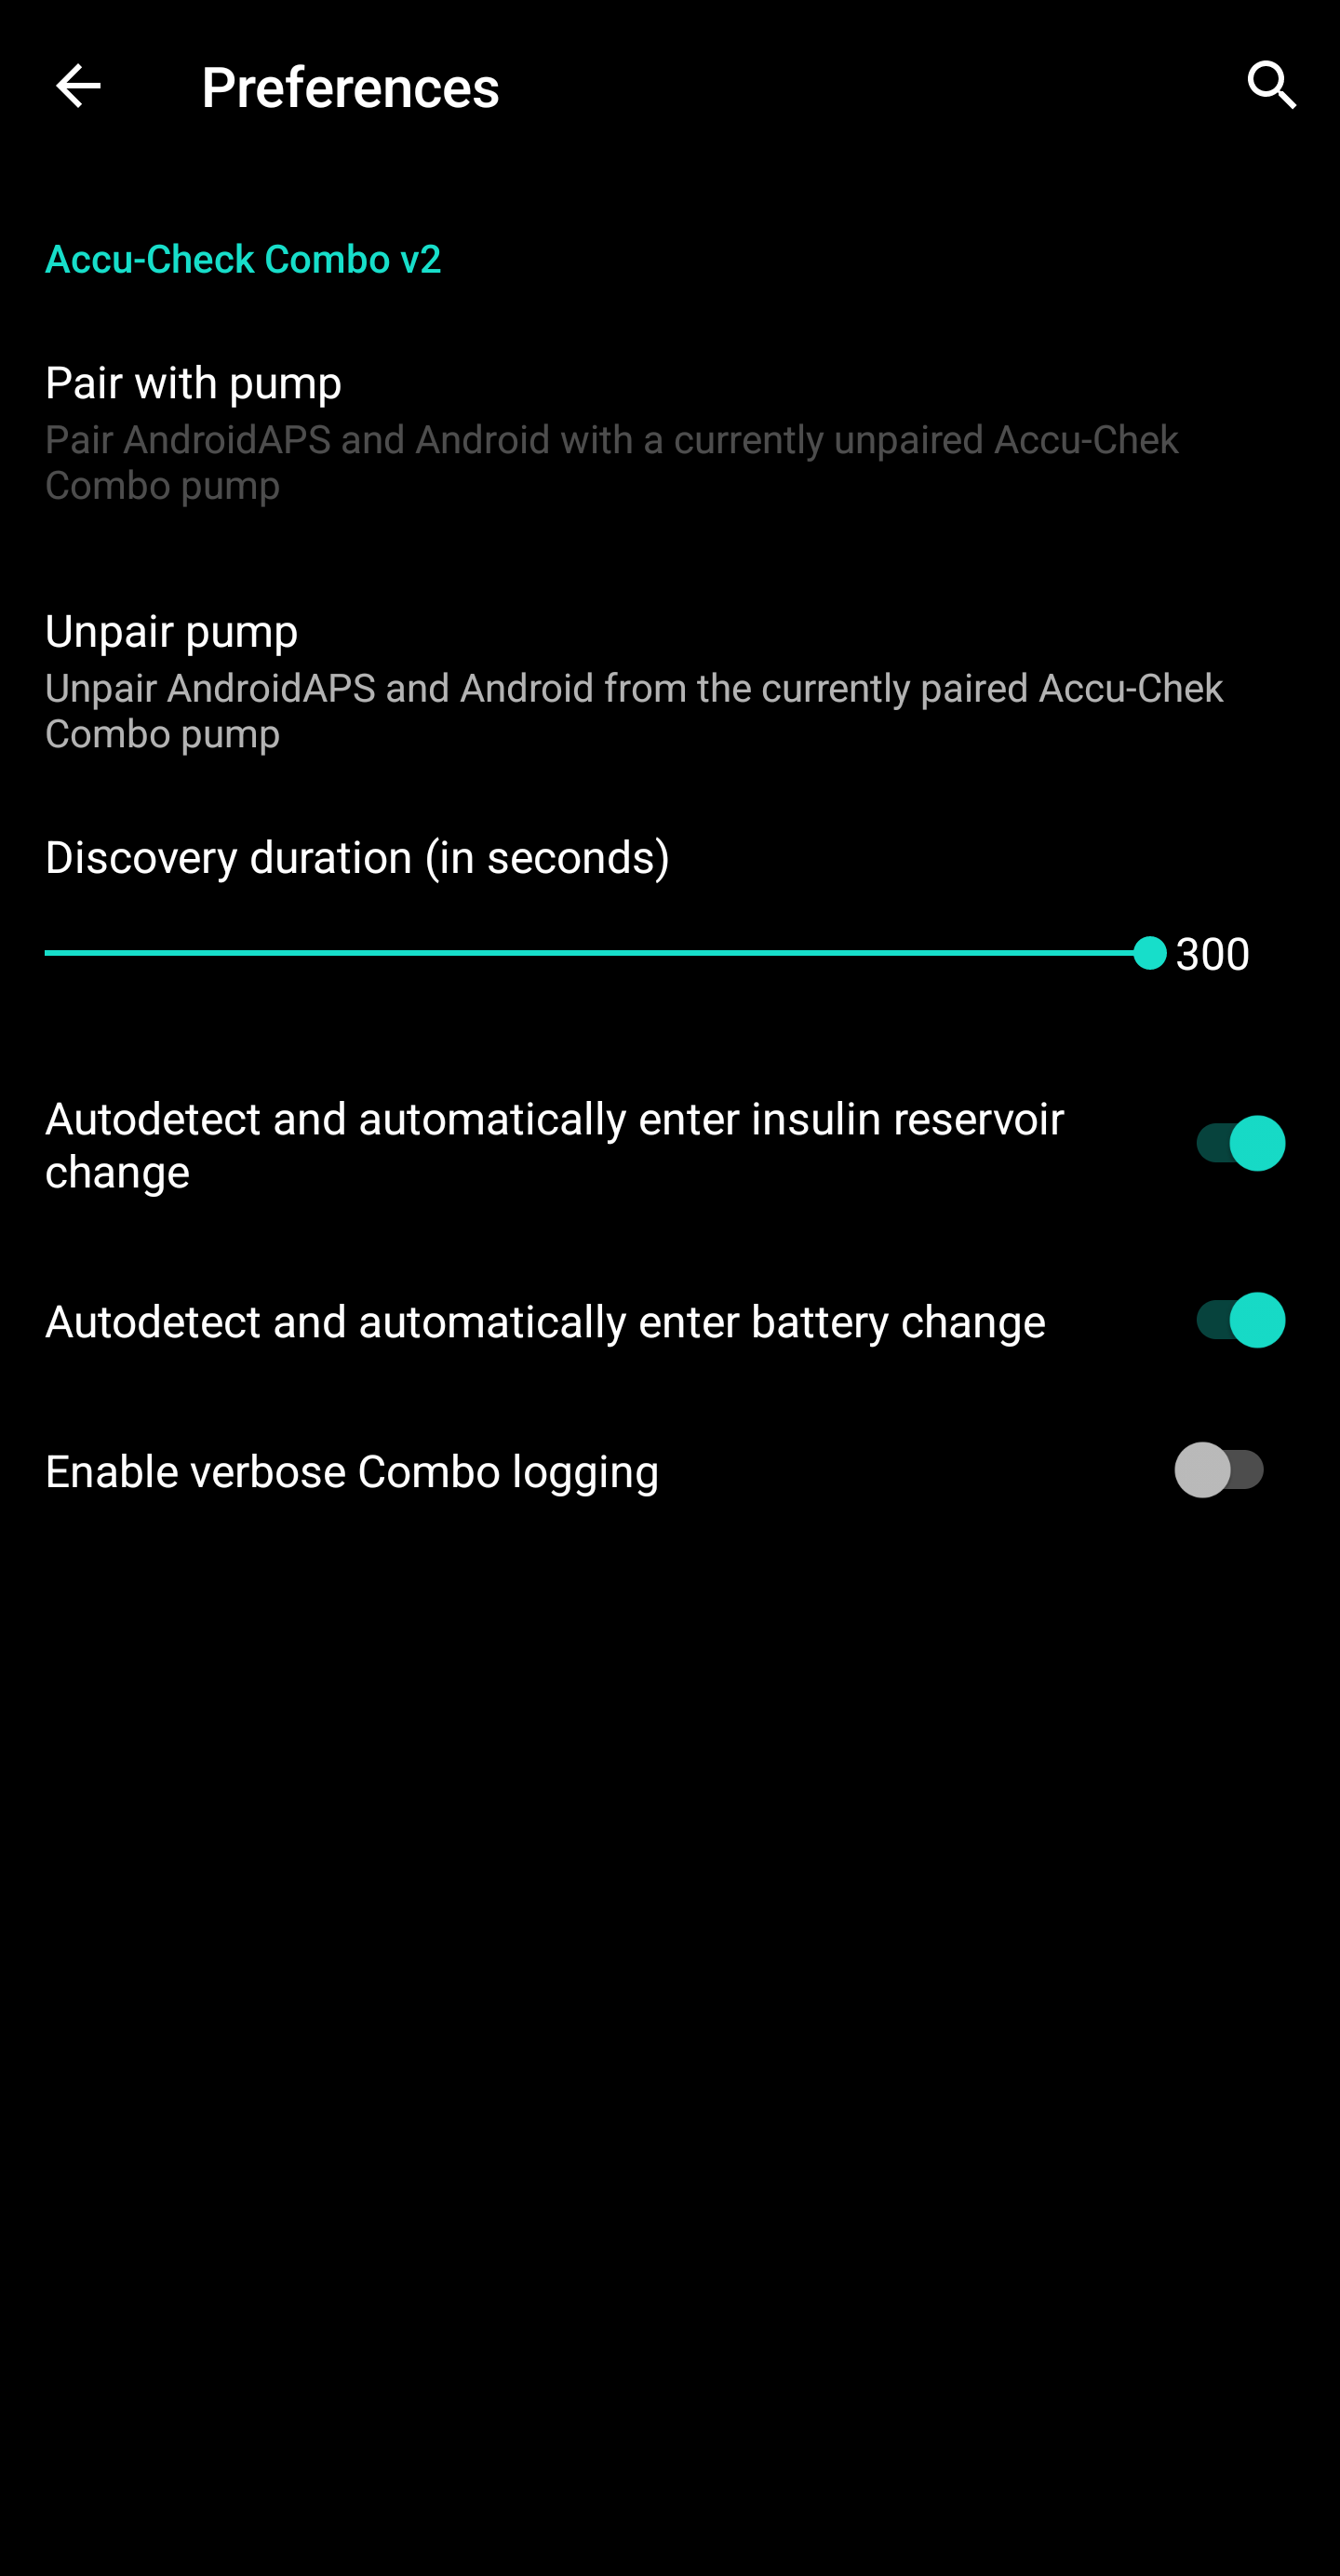 Preferences
Accu-Check Combo v2
Pair with pump
Pair AndroidAPS and Android with a currently unpaired Accu-Chek
Combo pump
Unpair pump
Unpair AndroidAPS and Android from the currently paired Accu-Chek
Combo pump
Discovery duration (in seconds)
300
Autodetect and automatically enter insulin reservoir
change
Autodetect and automatically enter battery change
Enable verbose Combo logging